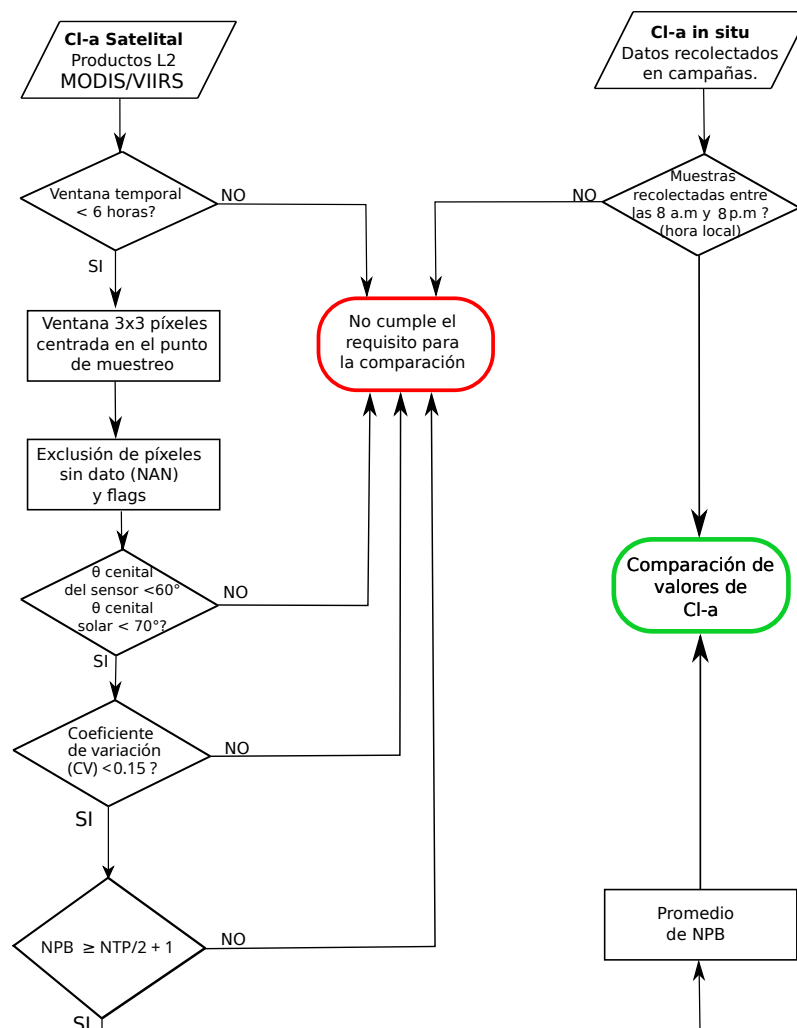 Cl-a Satelital
Productos L2
MODIS/VIIRS
Ventana temporal
< 6 horas?
NO
SI
Ventana 3x3 píxeles
centrada en el punto
de muestreo
Exclusión de píxeles
sin dato (NAN)
y flags
θ cenital
del sensor <60°
θ cenital
solar < 70°?
NO
SI
Coeficiente
de variación
(CV) <0.15 ?
NO
SI
NPB ≥ NTP/2 + 1
NO
SI
No cumple el
requisito para
la comparación
Cl-a in situ
Datos recolectados
en campañas.
Muestras
recolectadas entre
las 8 a.m y 8 p.m ?
(hora local)
NO
Comparación de
valores de
Cl-a
Promedio
de NPB